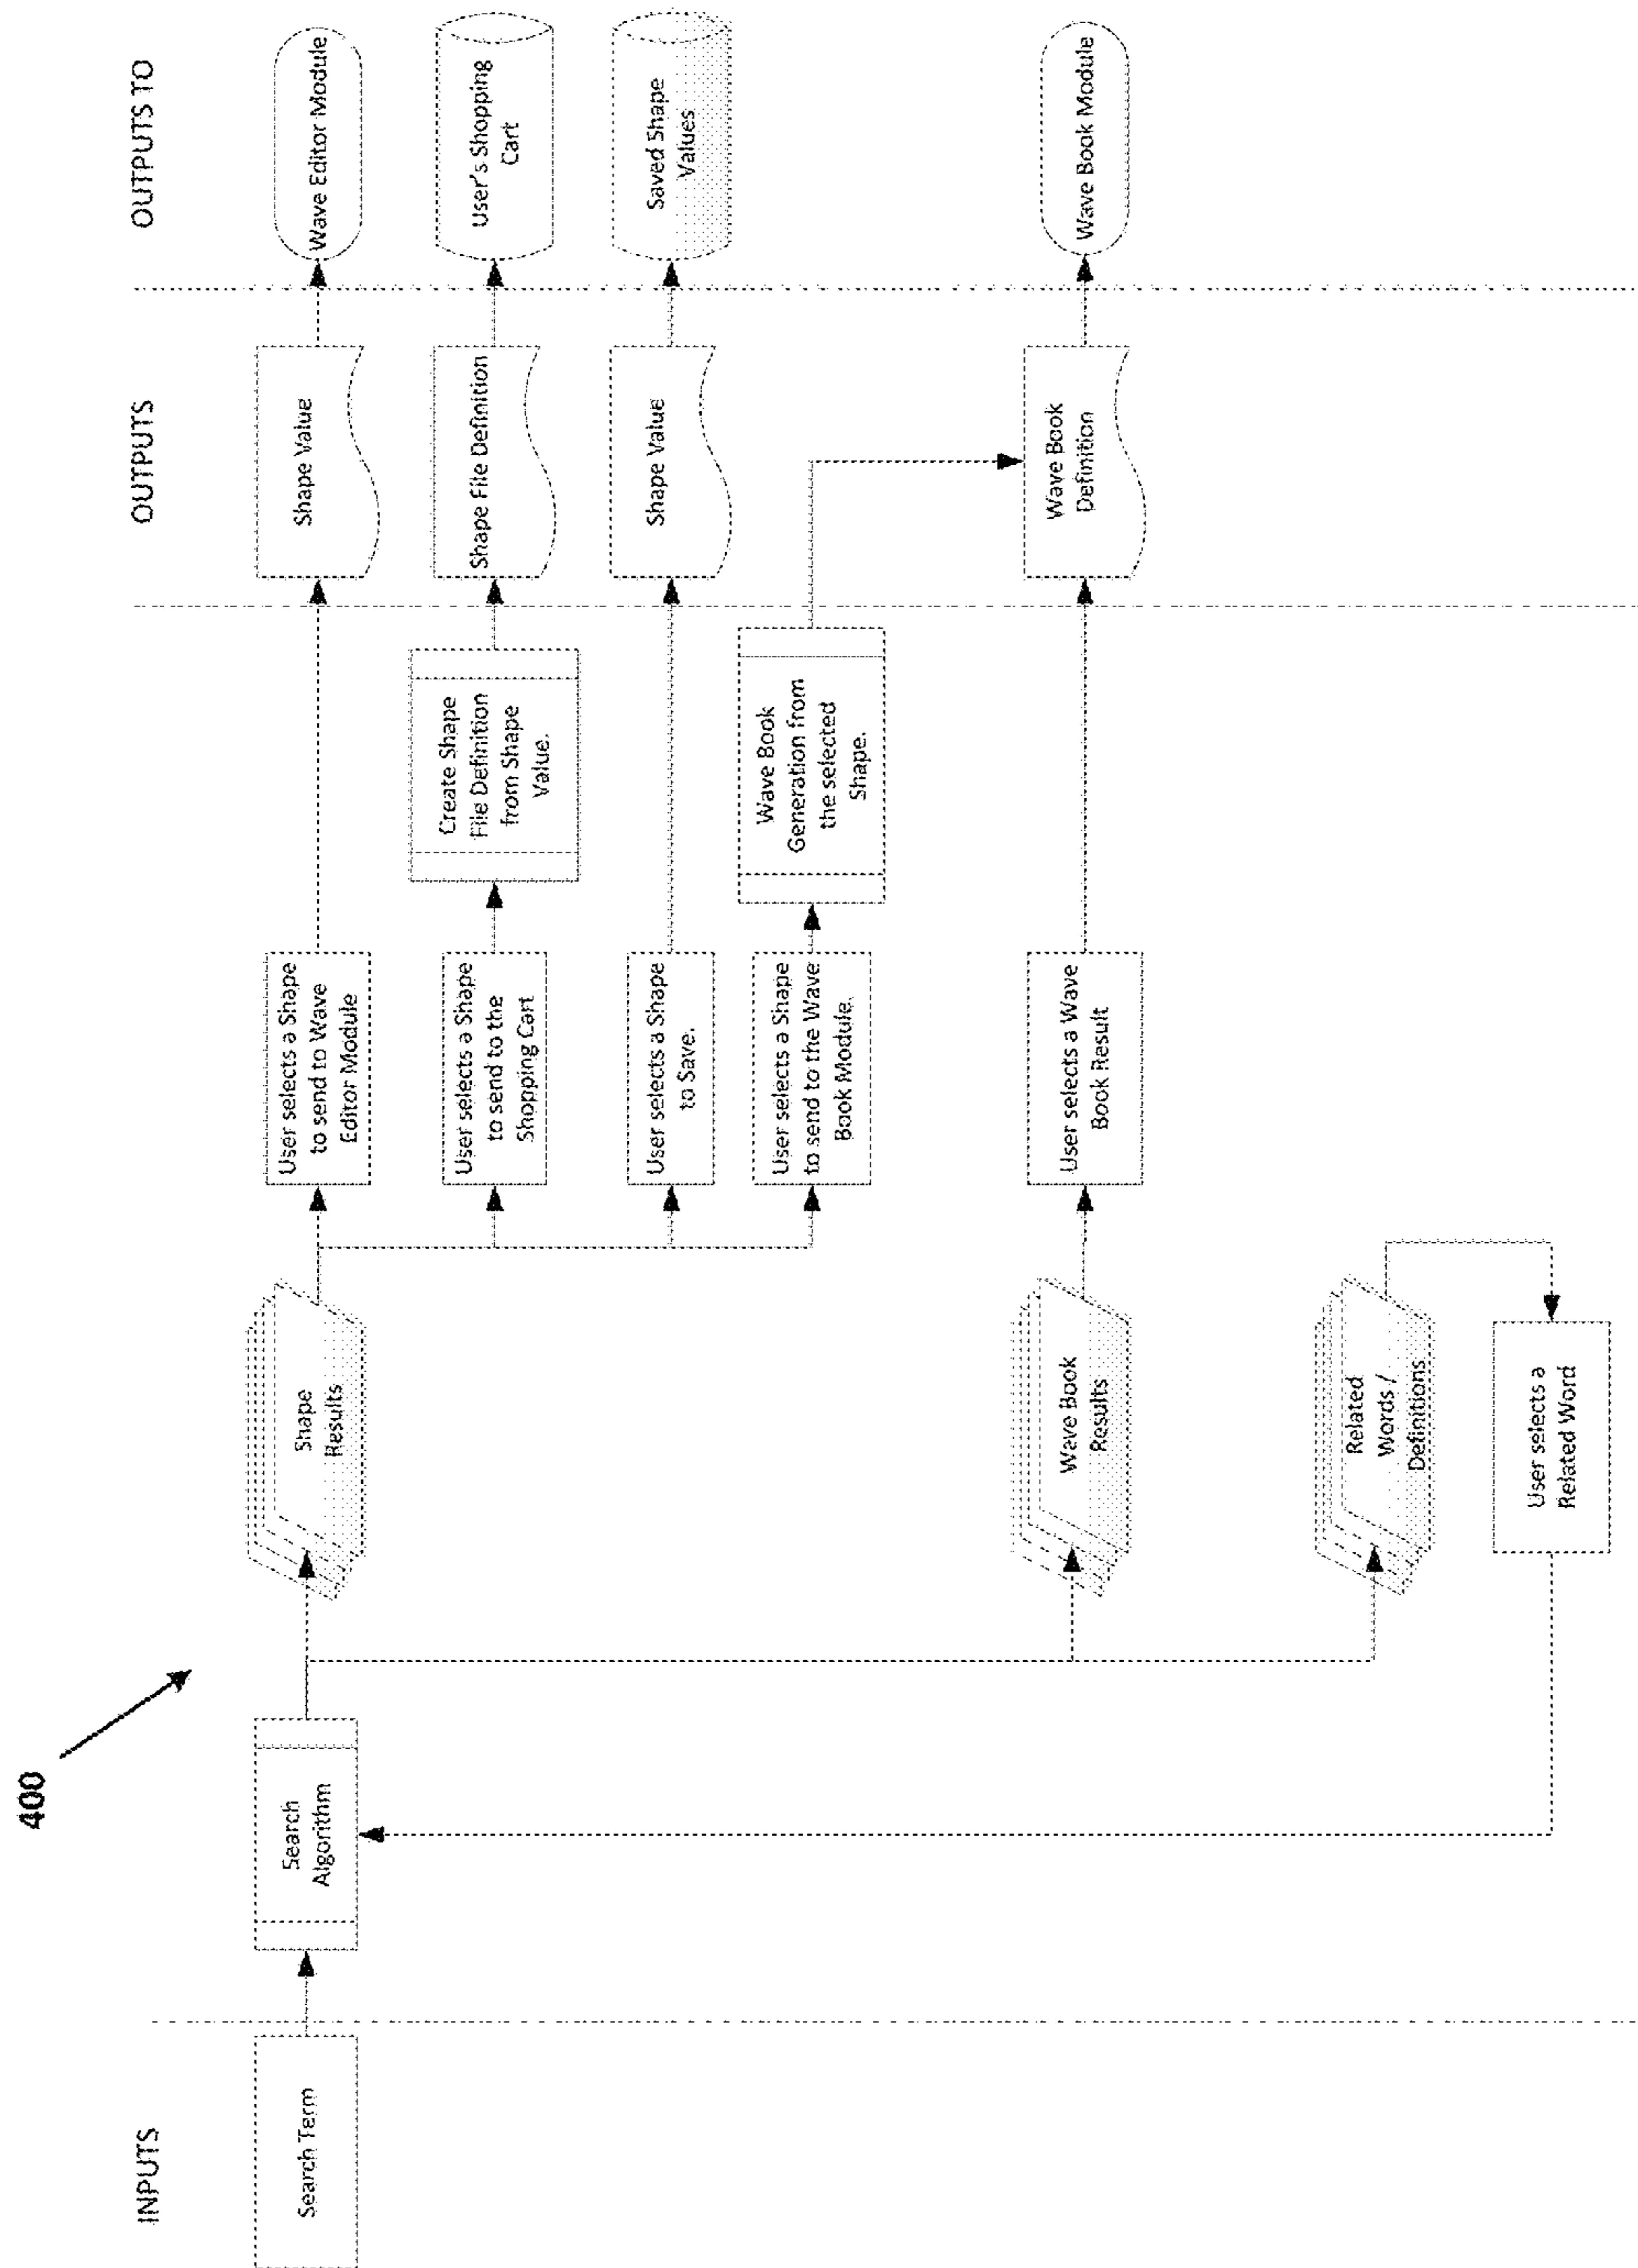 400
INPUTS
OUTPUTS
OUTPUTS TO
Search Term
Search
Algorithm
Shape
Results
User selects a Shape
to send to Wave
Editor Module
Shape Value
Wave Editor Module
User selects a Shape
to send to the
Shopping Cart
Create Shape
File Definition
from Shape
Value.
Shape File Definition
User's Shopping
Cart
User selects a Shape
to Save.
Shape Value
Saved Shape
Values
User selects a Shape
to send to the Wave
Book Module.
Wave Book
Generation from
the selected
Shape.
Wave Book
Results
User selects a Wave
Book Result
Wave Book
Definition
Wave Book Module
Related
Words /
Definitions
User selects a
Related Word